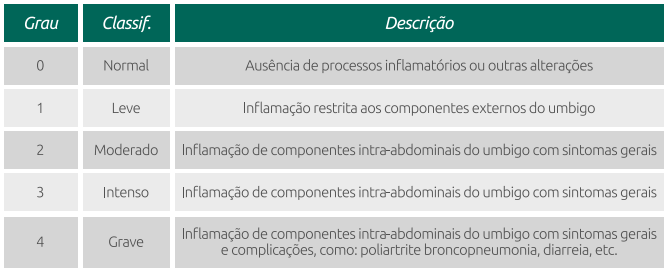 Grau Classif. Descrição
0 Normal Ausência de processos inflamatórios ou outras alterações
1 Leve Inflamação restrita aos componentes externos do umbigo
2 Moderado Inflamação de componentes intra-abdominais do umbigo com sintomas gerais
3 Intenso Inflamação de componentes intra-abdominais do umbigo com sintomas gerais
4 Grave Inflamação de componentes intra-abdominais do umbigo com sintomas gerais
e complicações, como: poliartrite broncopneumonia, diarreia, etc.